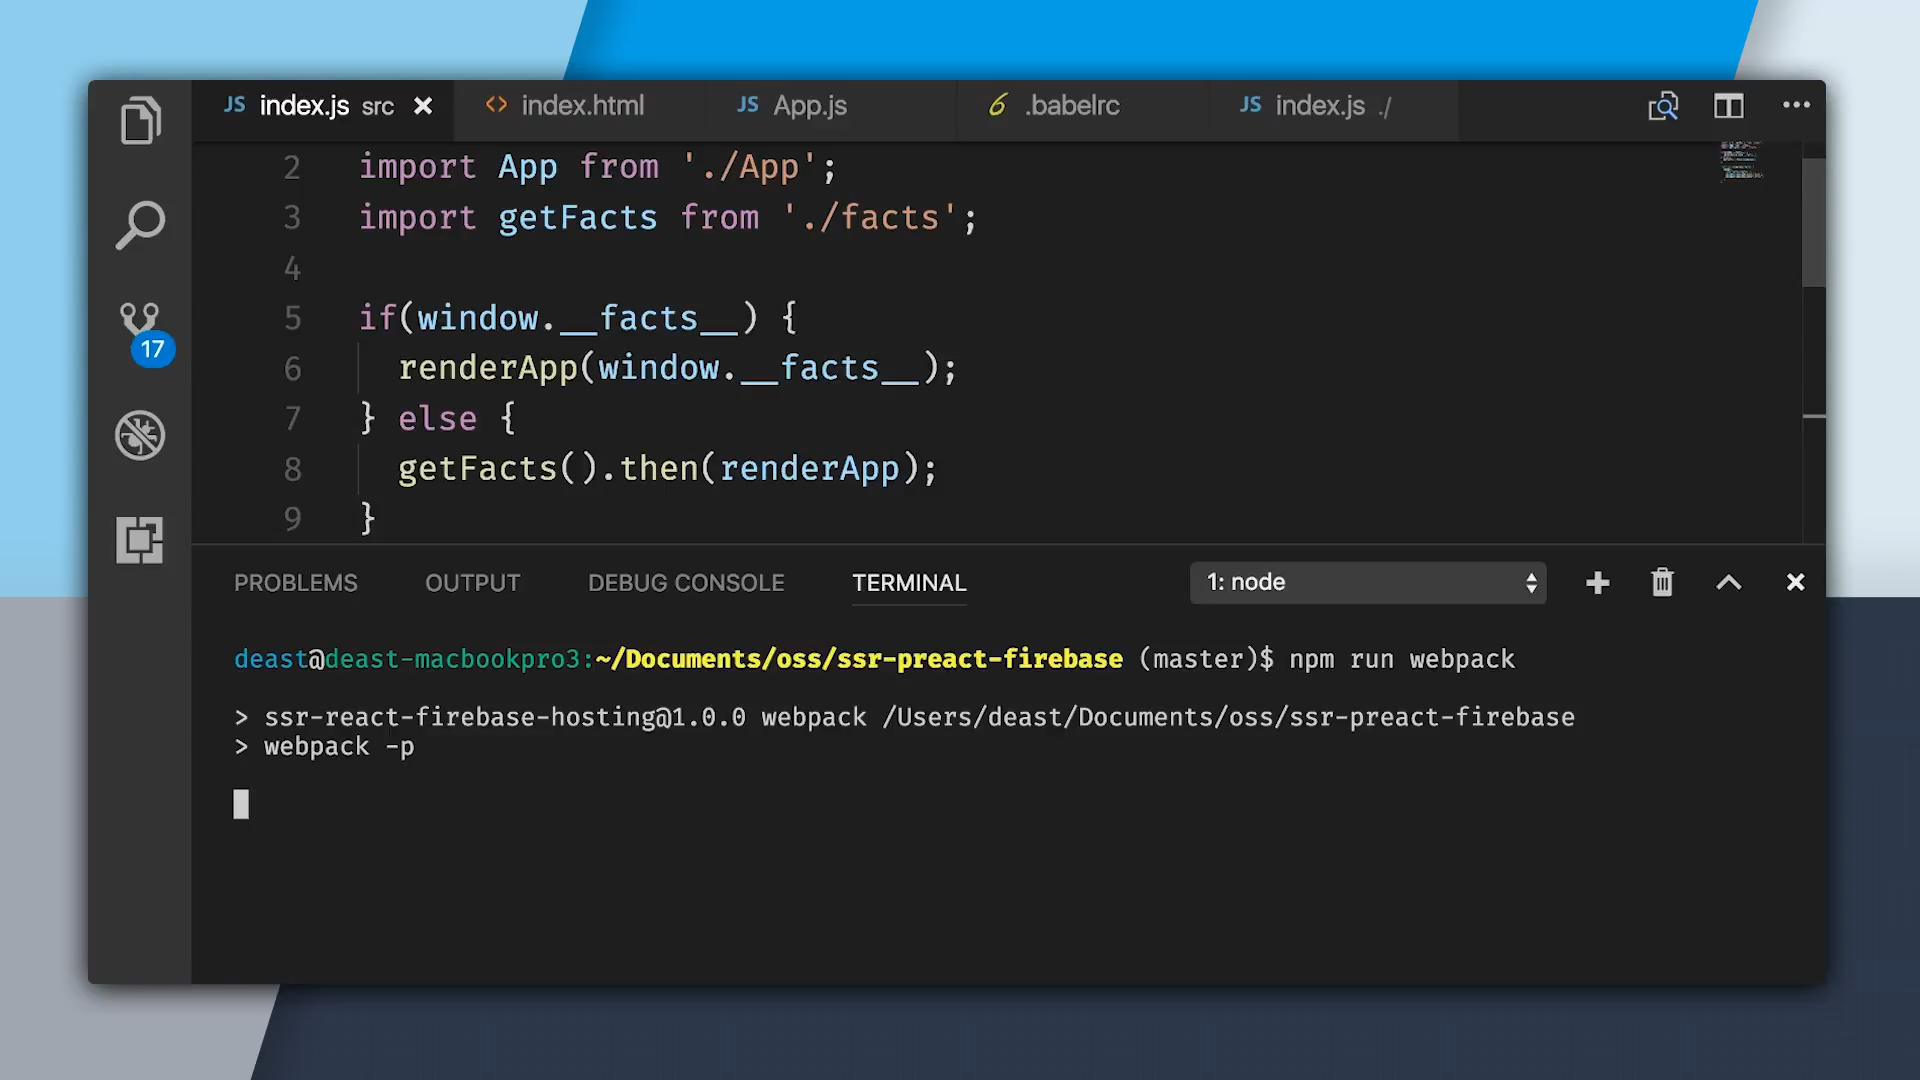 JS index.js src × <> index.html JS App.js 6 .babelrc JS index.js ./
2 import App from './App';
3 import getFacts from './facts';
4
5 if(window.__facts__) {
6 renderApp(window.__facts__);
7 } else {
8 getFacts().then(renderApp);
9 }
17
PROBLEMS OUTPUT DEBUG CONSOLE TERMINAL 1: node
deast@deast-macbookpro3:~/Documents/oss/ssr-preact-firebase (master)$ npm run webpack
> ssr-react-firebase-hosting@1.0.0 webpack /Users/deast/Documents/oss/ssr-preact-firebase
> webpack -p